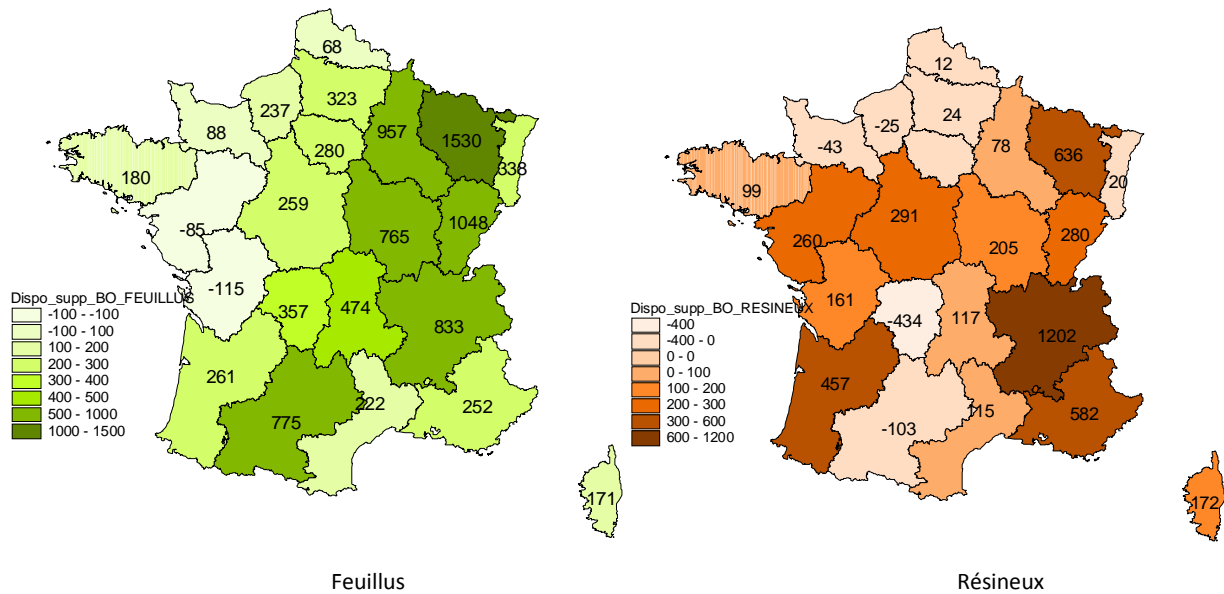 68
237
323
88
957
1530
280
338
180
259
-85
765
1048
-115
357
474
833
261
775
222
252
171
Dispo_supp_BO_FEUILLUS
-100 - -100
-100 - 100
100 - 200
200 - 300
300 - 400
400 - 500
500 - 1000
1000 - 1500
Feuillus
12
-25
24
-43
78
636
20
99
291
260
205
280
161
-434
117
1202
457
-103
115
582
172
Dispo_supp_BO_RESINEUX
-400
-400 - 0
0 - 0
0 - 100
100 - 200
200 - 300
300 - 600
600 - 1200
Résineux